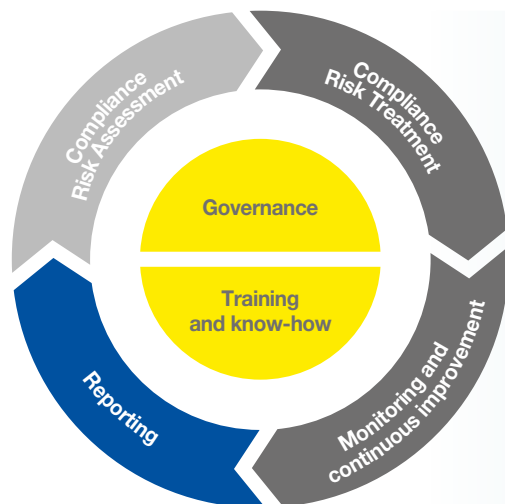 Compliance
Risk Assessment
Compliance
Risk Treatment
Governance
Training
and know-how
Reporting
Monitoring and
continuous improvement